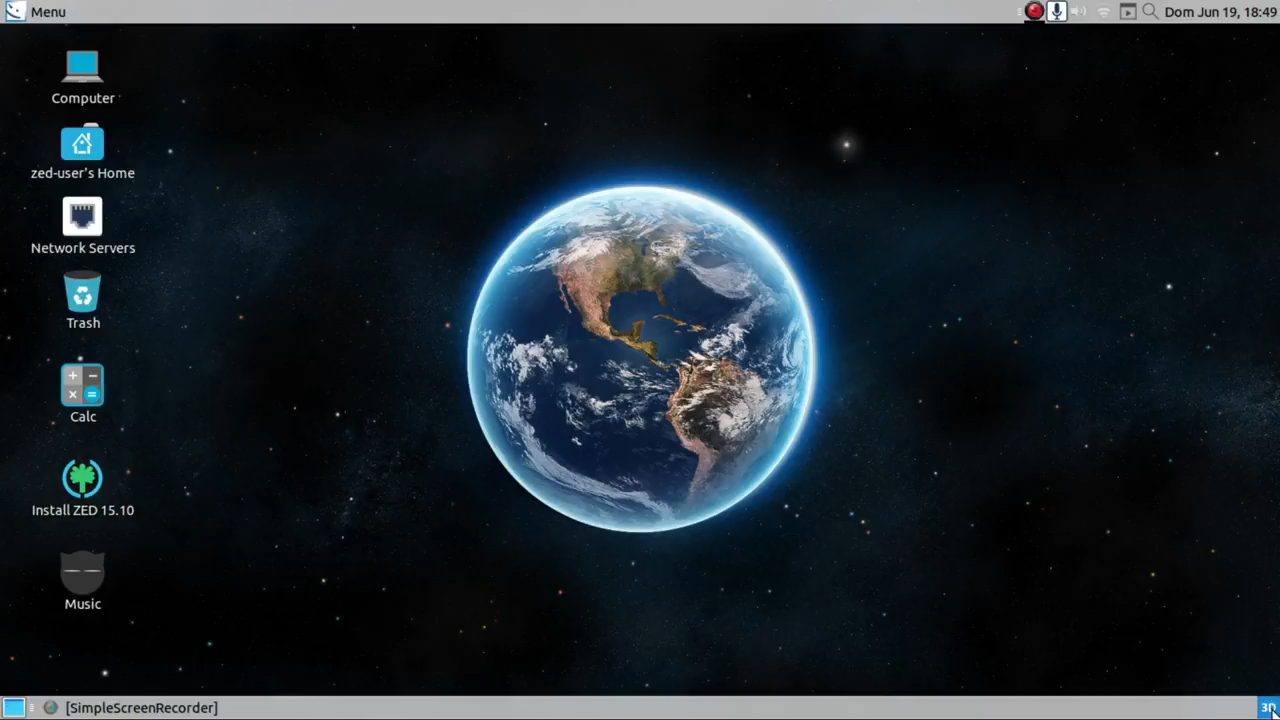 Menu
Dom Jun 19, 18:49
Computer
zed-user's Home
Network Servers
Trash
Calc
Install ZED 15.10
Music
[SimpleScreenRecorder]
3D